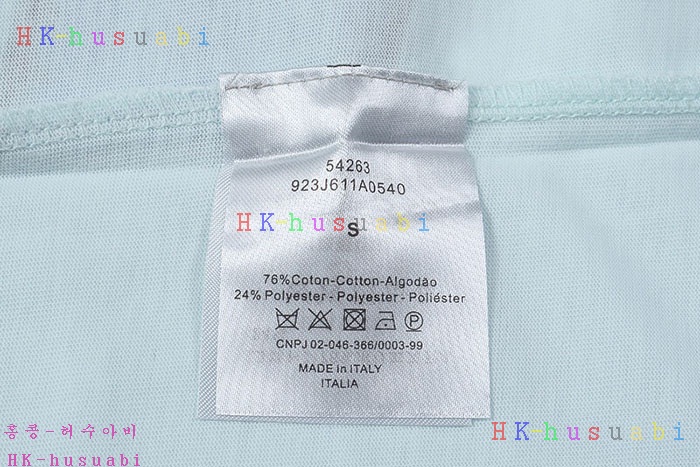 HK-husuabi
54263
923J611A0540
HK-husuabi
S
76%Coton-Cotton-Algodão
24% Polyester - Polyester - Poliéster
CNPJ 02-046-366/0003-99
MADE in ITALY
ITALIA
홍콩-허수아비
HK-husuabi
HK-husuabi